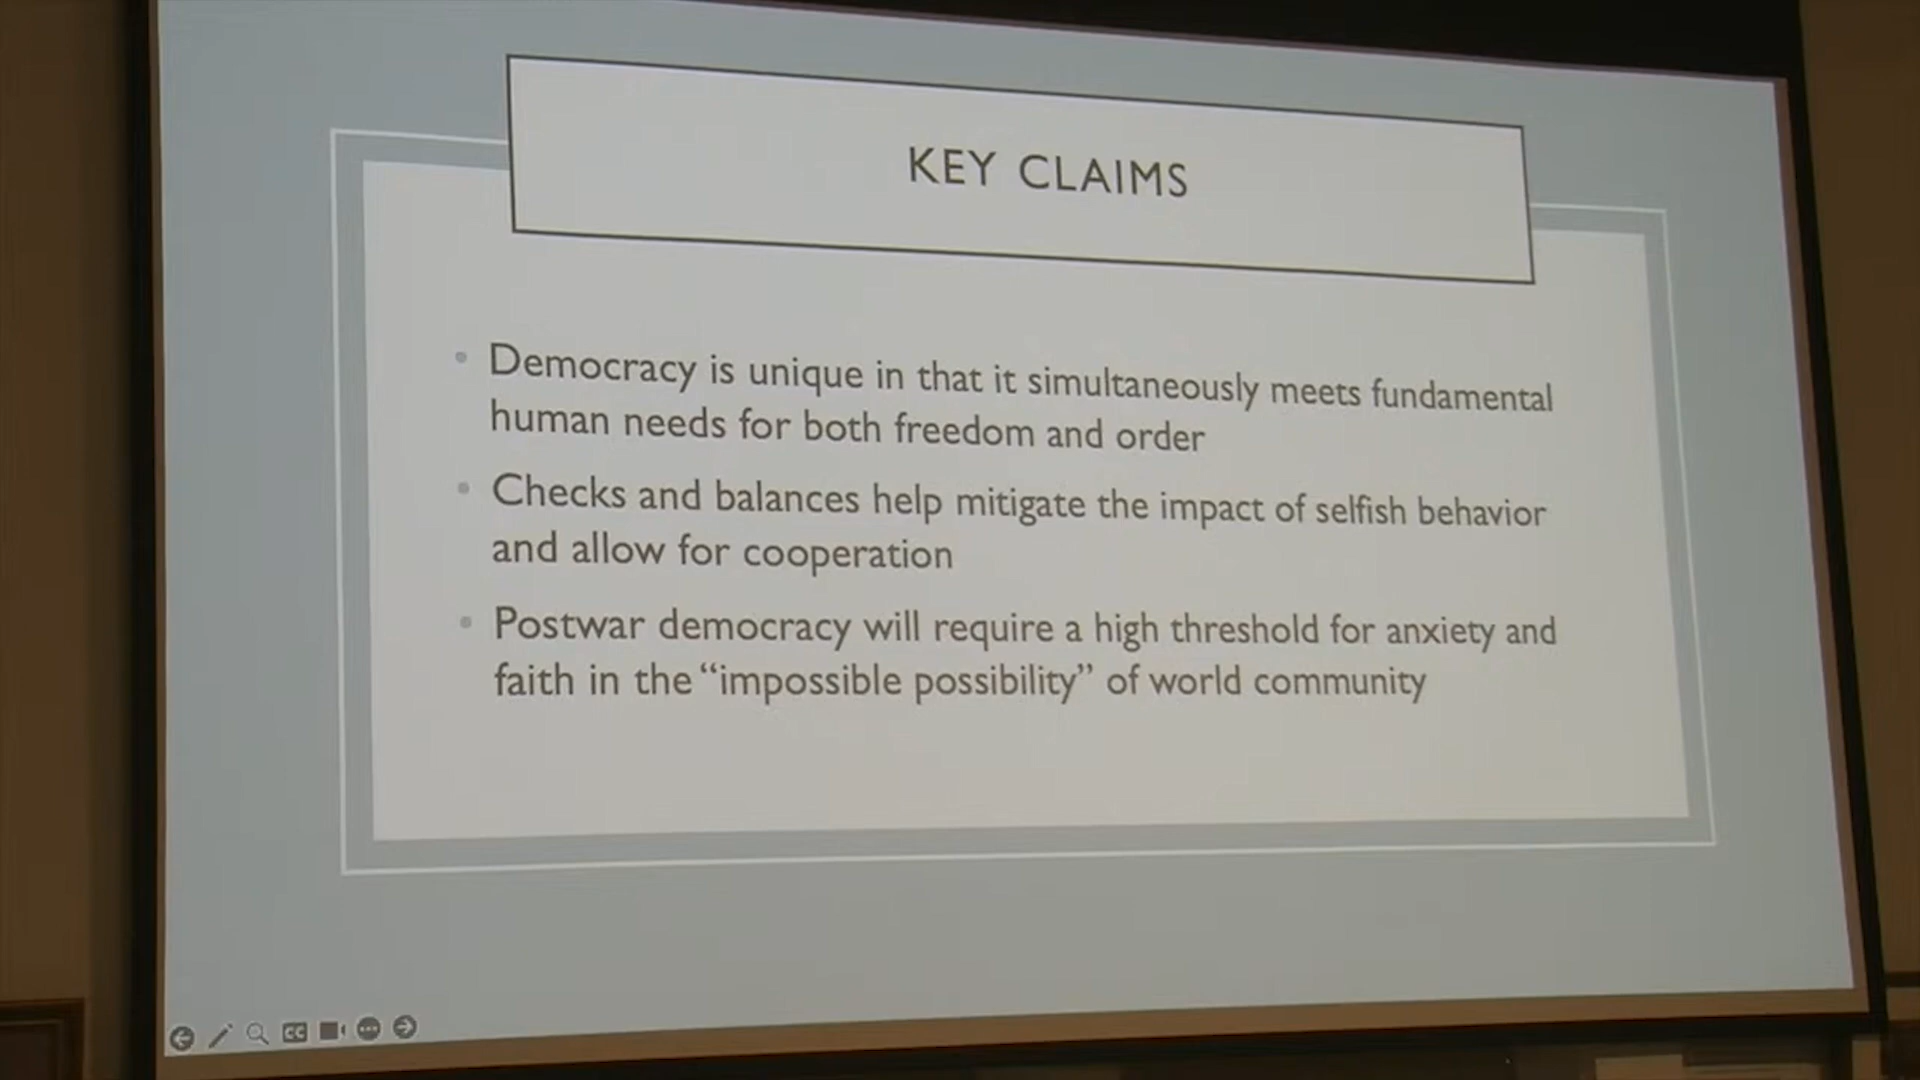 KEY CLAIMS
• Democracy is unique in that it simultaneously meets fundamental
human needs for both freedom and order
• Checks and balances help mitigate the impact of selfish behavior
and allow for cooperation
• Postwar democracy will require a high threshold for anxiety and
faith in the “impossible possibility” of world community
CC